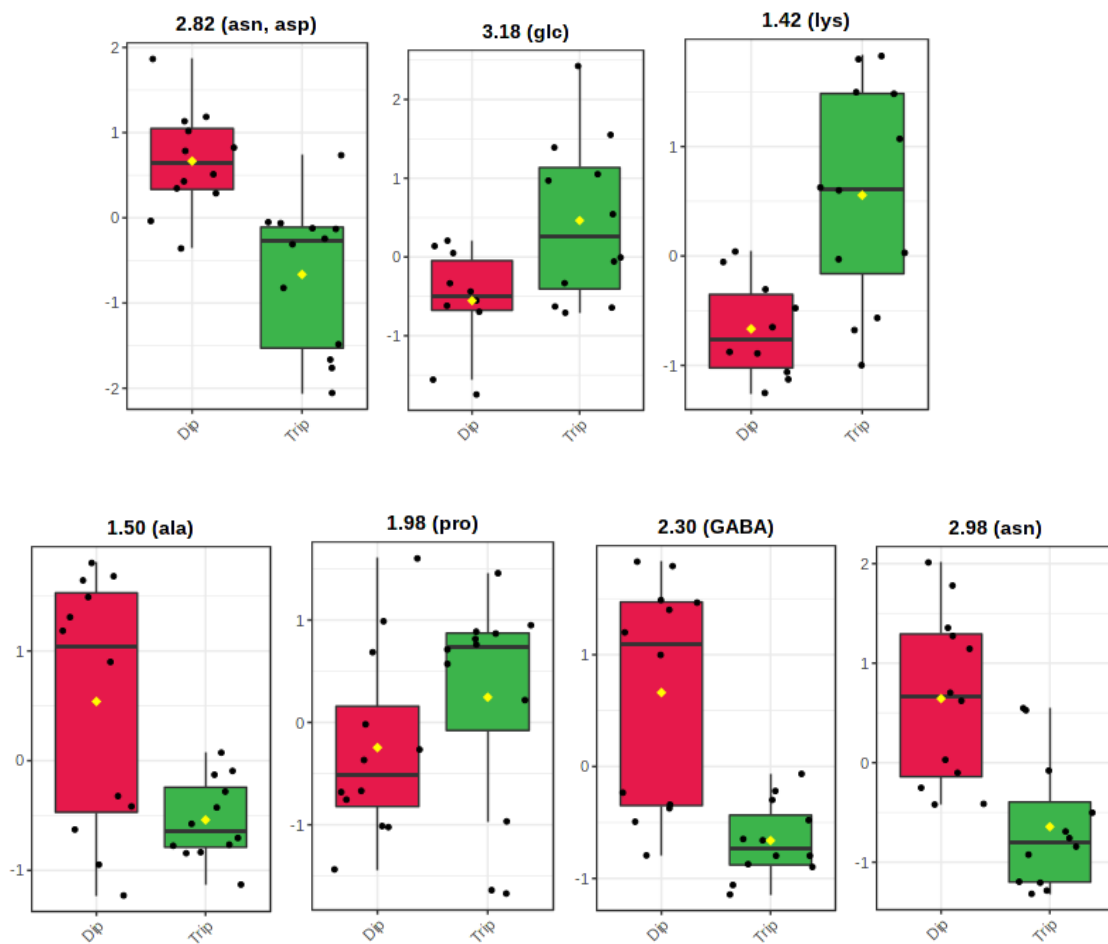 2.82 (asn, asp)
2
1
0
-1
-2
Dip
Trip
3.18 (glc)
2
1
0
-1
Dip
Trip
1.42 (lys)
1
0
-1
Dip
Trip
1.50 (ala)
1
0
-1
Dip
Trip
1.98 (pro)
1
0
-1
Dip
Trip
2.30 (GABA)
1
0
-1
Dip
Trip
2.98 (asn)
2
1
0
-1
Dip
Trip